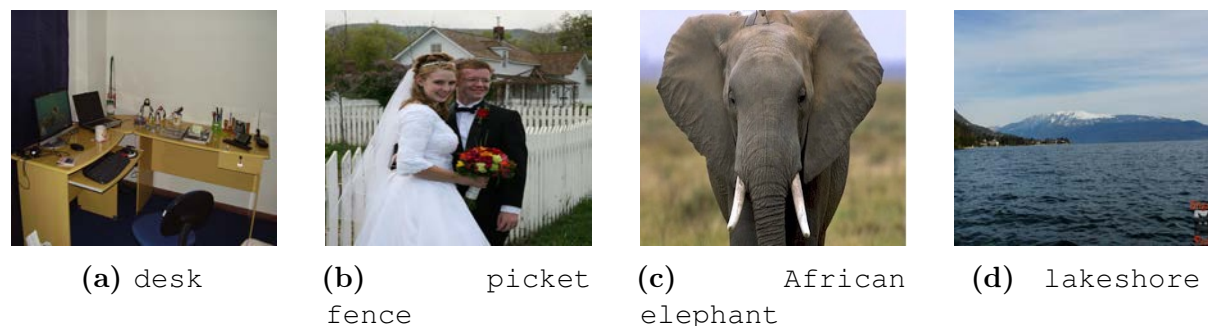 (a) desk
(b) picket fence
(c) African elephant
(d) lakeshore